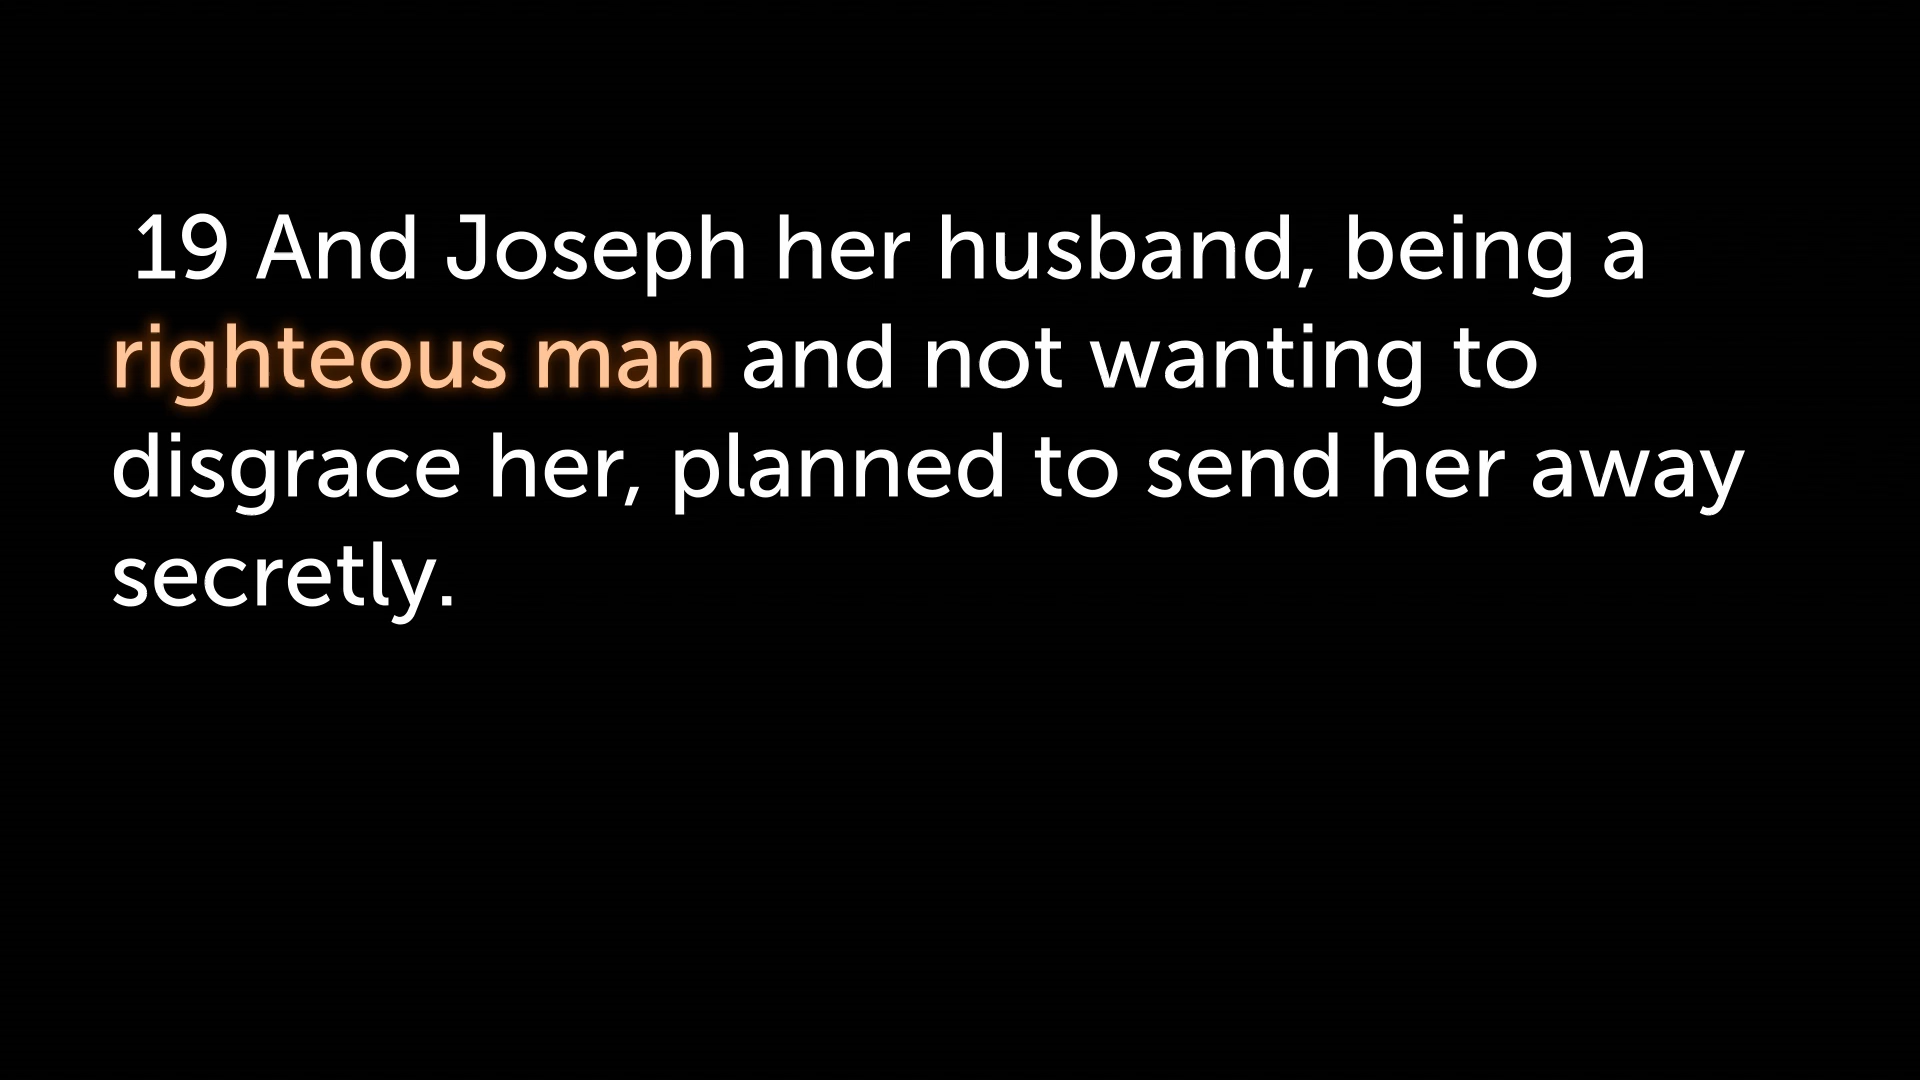 19 And Joseph her husband, being a
righteous man and not wanting to
disgrace her, planned to send her away
secretly.